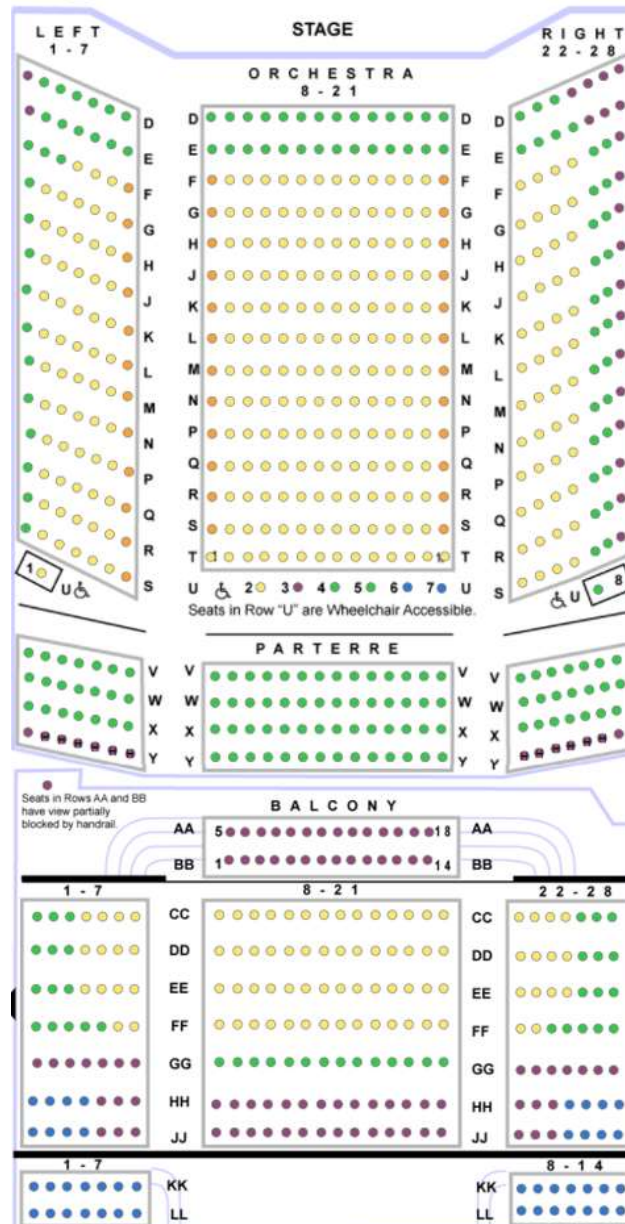 STAGE
LEFT
1 - 7
RIGHT
22 - 28
ORCHESTRA
8 - 21
D D D D
E E E E
F F F F
G G G G
H H H H
J J J J
K K K K
L L L L
M M M M
N N N N
P P P P
Q Q Q Q
R R R R
S S S S
T T
1 U U 2 3 4 5 6 7 U U 8
Seats in Row "U" are Wheelchair Accessible.
PARTERRE
V V V V
W W W W
X X X X
Y Y Y Y
Seats in Rows AA and BB
have view partially
blocked by handrail.
BALCONY
AA 5 18 AA
BB 1 14 BB
1 - 7 8 - 21 22 - 28
CC CC
DD DD
EE EE
FF FF
GG GG
HH HH
JJ JJ
1 - 7 8 - 14
KK KK
LL LL